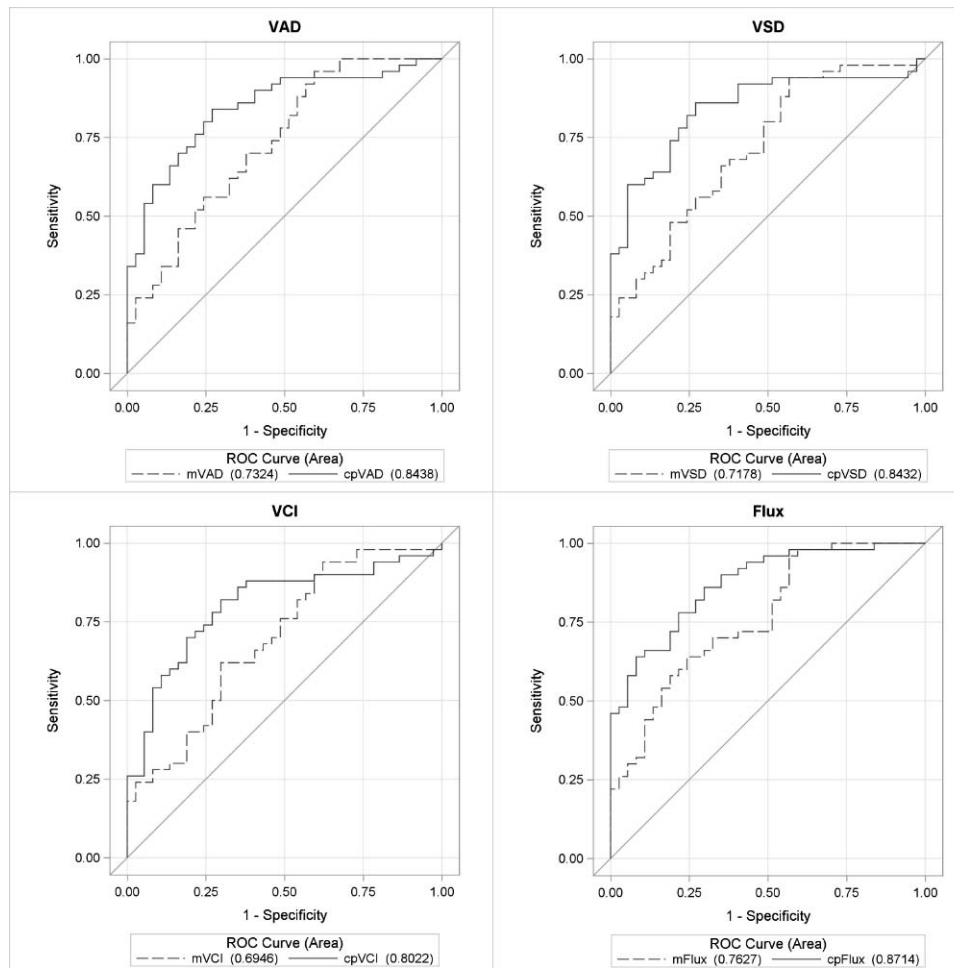 VAD
1.00
0.75
0.50
0.25
0.00
Sensitivity
0.00 0.25 0.50 0.75 1.00
1 - Specificity
ROC Curve (Area)
mVAD (0.7324) cpVAD (0.8438)
VSD
1.00
0.75
0.50
0.25
0.00
Sensitivity
0.00 0.25 0.50 0.75 1.00
1 - Specificity
ROC Curve (Area)
mVSD (0.7178) cpVSD (0.8432)
VCI
1.00
0.75
0.50
0.25
0.00
Sensitivity
0.00 0.25 0.50 0.75 1.00
1 - Specificity
ROC Curve (Area)
mVCI (0.6946) cpVCI (0.8022)
Flux
1.00
0.75
0.50
0.25
0.00
Sensitivity
0.00 0.25 0.50 0.75 1.00
1 - Specificity
ROC Curve (Area)
mFlux (0.7627) cpFlux (0.8714)